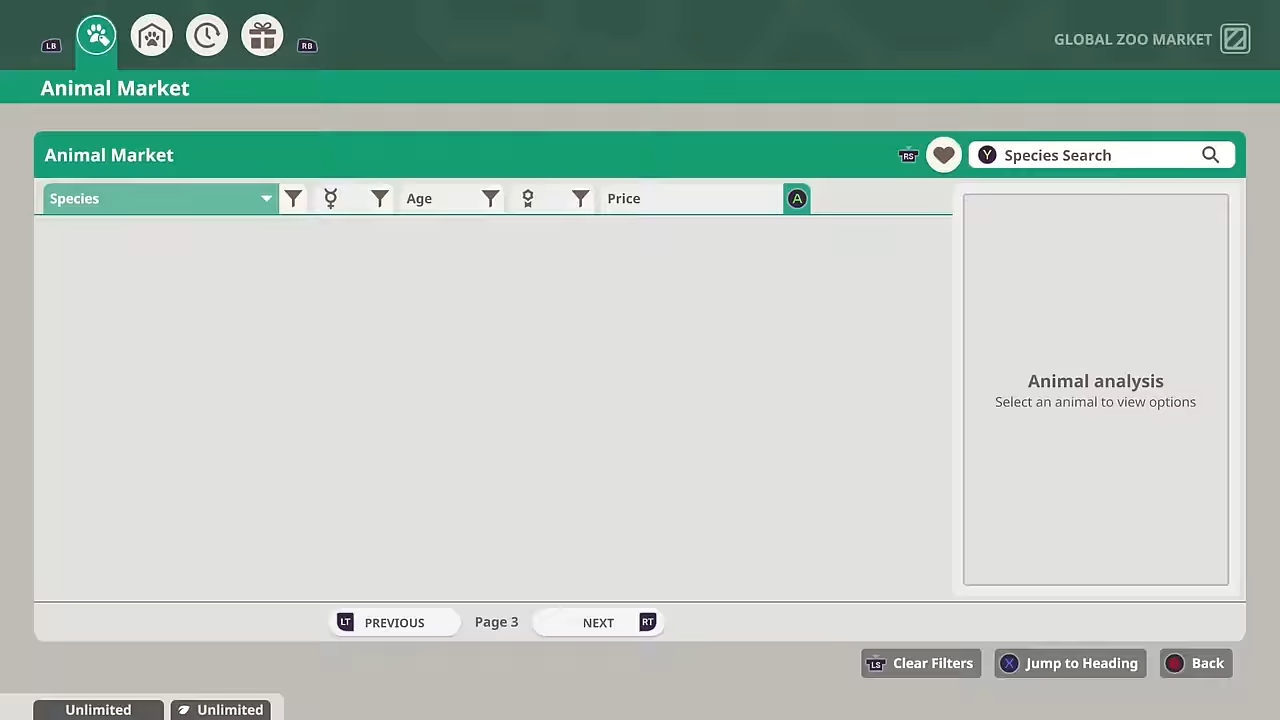 LB
RB
GLOBAL ZOO MARKET
Animal Market
Animal Market
RS
Y Species Search
Species
Age
Price
A
Animal analysis
Select an animal to view options
LT PREVIOUS
Page 3
NEXT RT
LS Clear Filters
X Jump to Heading
Back
Unlimited
Unlimited